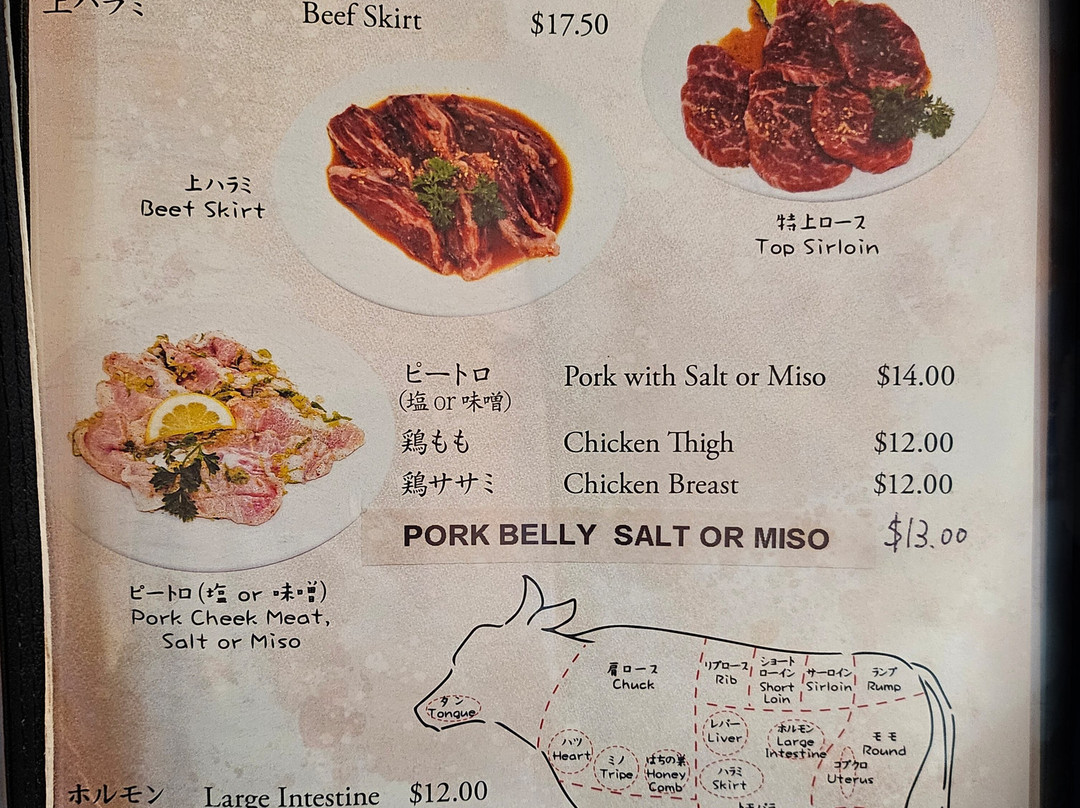 上ハラミ Beef Skirt $17.50
上ハラミ
Beef Skirt
特上ロース
Top Sirloin
ピートロ Pork with Salt or Miso $14.00
(塩 or 味噌)
鶏もも Chicken Thigh $12.00
鶏ササミ Chicken Breast $12.00
PORK BELLY SALT OR MISO $13.00
ピートロ (塩 or 味噌)
Pork Cheek Meat,
Salt or Miso
肩ロース
Chuck
リブロース
Rib
ショート
ローイン
Short
Loin
サーロイン
Sirloin
ランプ
Rump
タン
Tongue
レバー
Liver
ホルモン
Large
Intestine
モモ
Round
ハツ
Heart
ミノ
Tripe
はちの巣
Honey
Comb
ハラミ
Skirt
コブクロ
Uterus
ホルモン Large Intestine $12.00